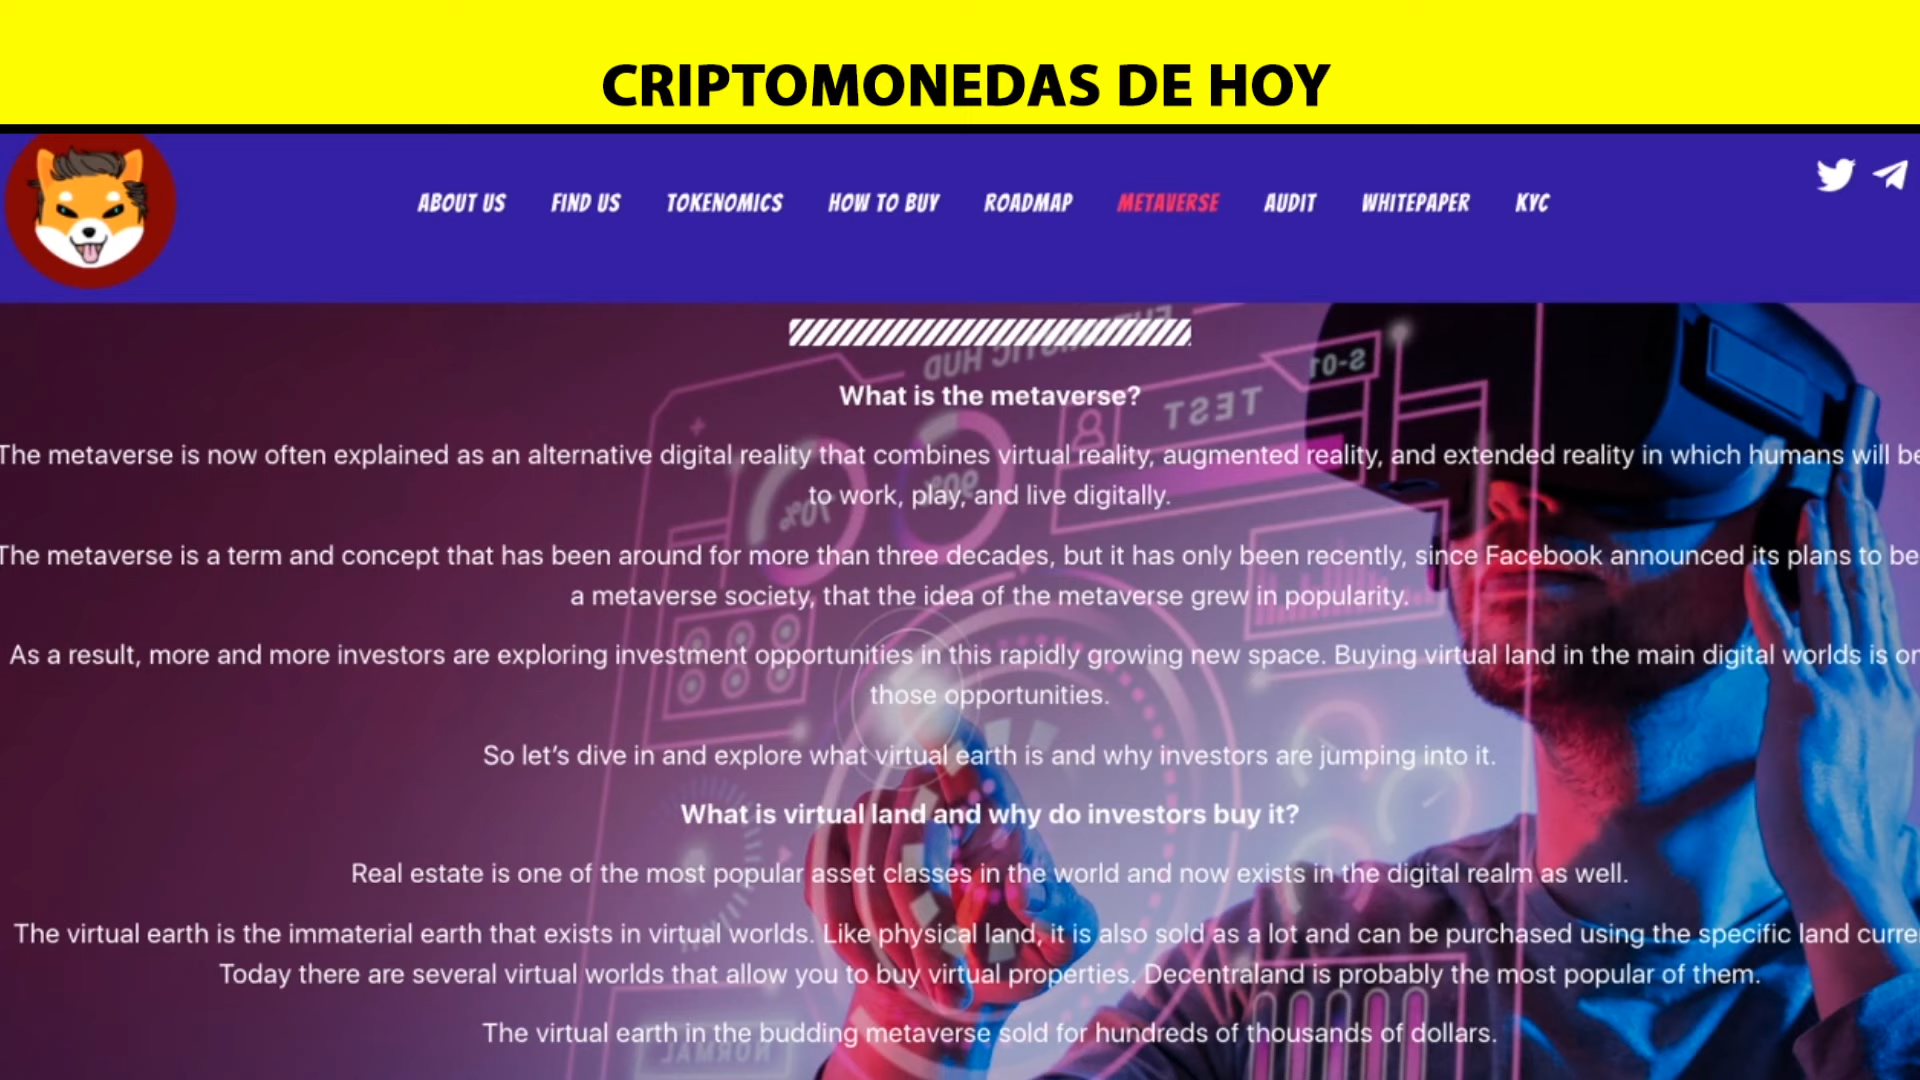 CRIPTOMONEDAS DE HOY
ABOUT US FIND US TOKENOMICS HOW TO BUY ROADMAP METAVERSE AUDIT WHITEPAPER KYC
FUTURISTIC HUD
S-01
TEST
What is the metaverse?
The metaverse is now often explained as an alternative digital reality that combines virtual reality, augmented reality, and extended reality in which humans will be
90%
70%
to work, play, and live digitally.
The metaverse is a term and concept that has been around for more than three decades, but it has only been recently, since Facebook announced its plans to be
a metaverse society, that the idea of the metaverse grew in popularity.
As a result, more and more investors are exploring investment opportunities in this rapidly growing new space. Buying virtual land in the main digital worlds is
those opportunities.
So let’s dive in and explore what virtual earth is and why investors are jumping into it.
What is virtual land and why do investors buy it?
Real estate is one of the most popular asset classes in the world and now exists in the digital realm as well.
The virtual earth is the immaterial earth that exists in virtual worlds. Like physical land, it is also sold as a lot and can be purchased using the specific land curre
Today there are several virtual worlds that allow you to buy virtual properties. Decentraland is probably the most popular of them.
The virtual earth in the budding metaverse sold for hundreds of thousands of dollars.
NORMAL